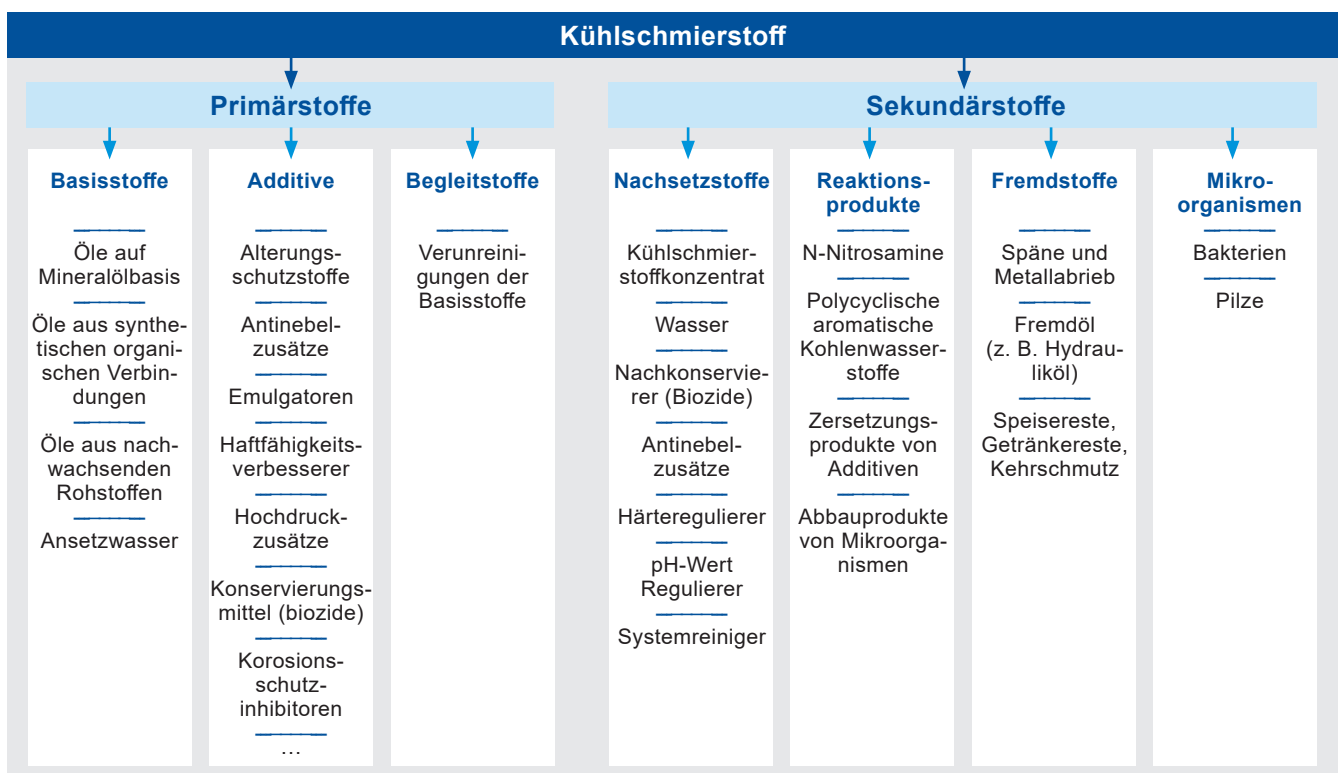 Kühlschmierstoff
Primärstoffe
Sekundärstoffe
Basisstoffe
Öle auf
Mineralölbasis
Öle aus synthe-
tischen organi-
schen Verbin-
dungen
Öle aus nach-
wachsenden
Rohstoffen
Ansetzwasser
Additive
Alterungs-
schutzstoffe
Antinebel-
zusätze
Emulgatoren
Haftfähigkeits-
verbesserer
Hochdruck-
zusätze
Konservierungs-
mittel (biozide)
Korosions-
schutz-
inhibitoren
…
Begleitstoffe
Verunreini-
gungen der
Basisstoffe
Nachsetzstoffe
Kühlschmier-
stoffkonzentrat
Wasser
Nachkonservie-
rer (Biozide)
Antinebel-
zusätze
Härteregulierer
pH-Wert
Regulierer
Systemreiniger
Reaktions-
produkte
N-Nitrosamine
Polycyclische
aromatische
Kohlenwasser-
stoffe
Zersetzungs-
produkte von
Additiven
Abbauprodukte
von Mikroorga-
nismen
Fremdstoffe
Späne und
Metallabrieb
Fremdöl
(z. B. Hydrau-
liköl)
Speisereste,
Getränkereste,
Kehrschmutz
Mikro-
organismen
Bakterien
Pilze